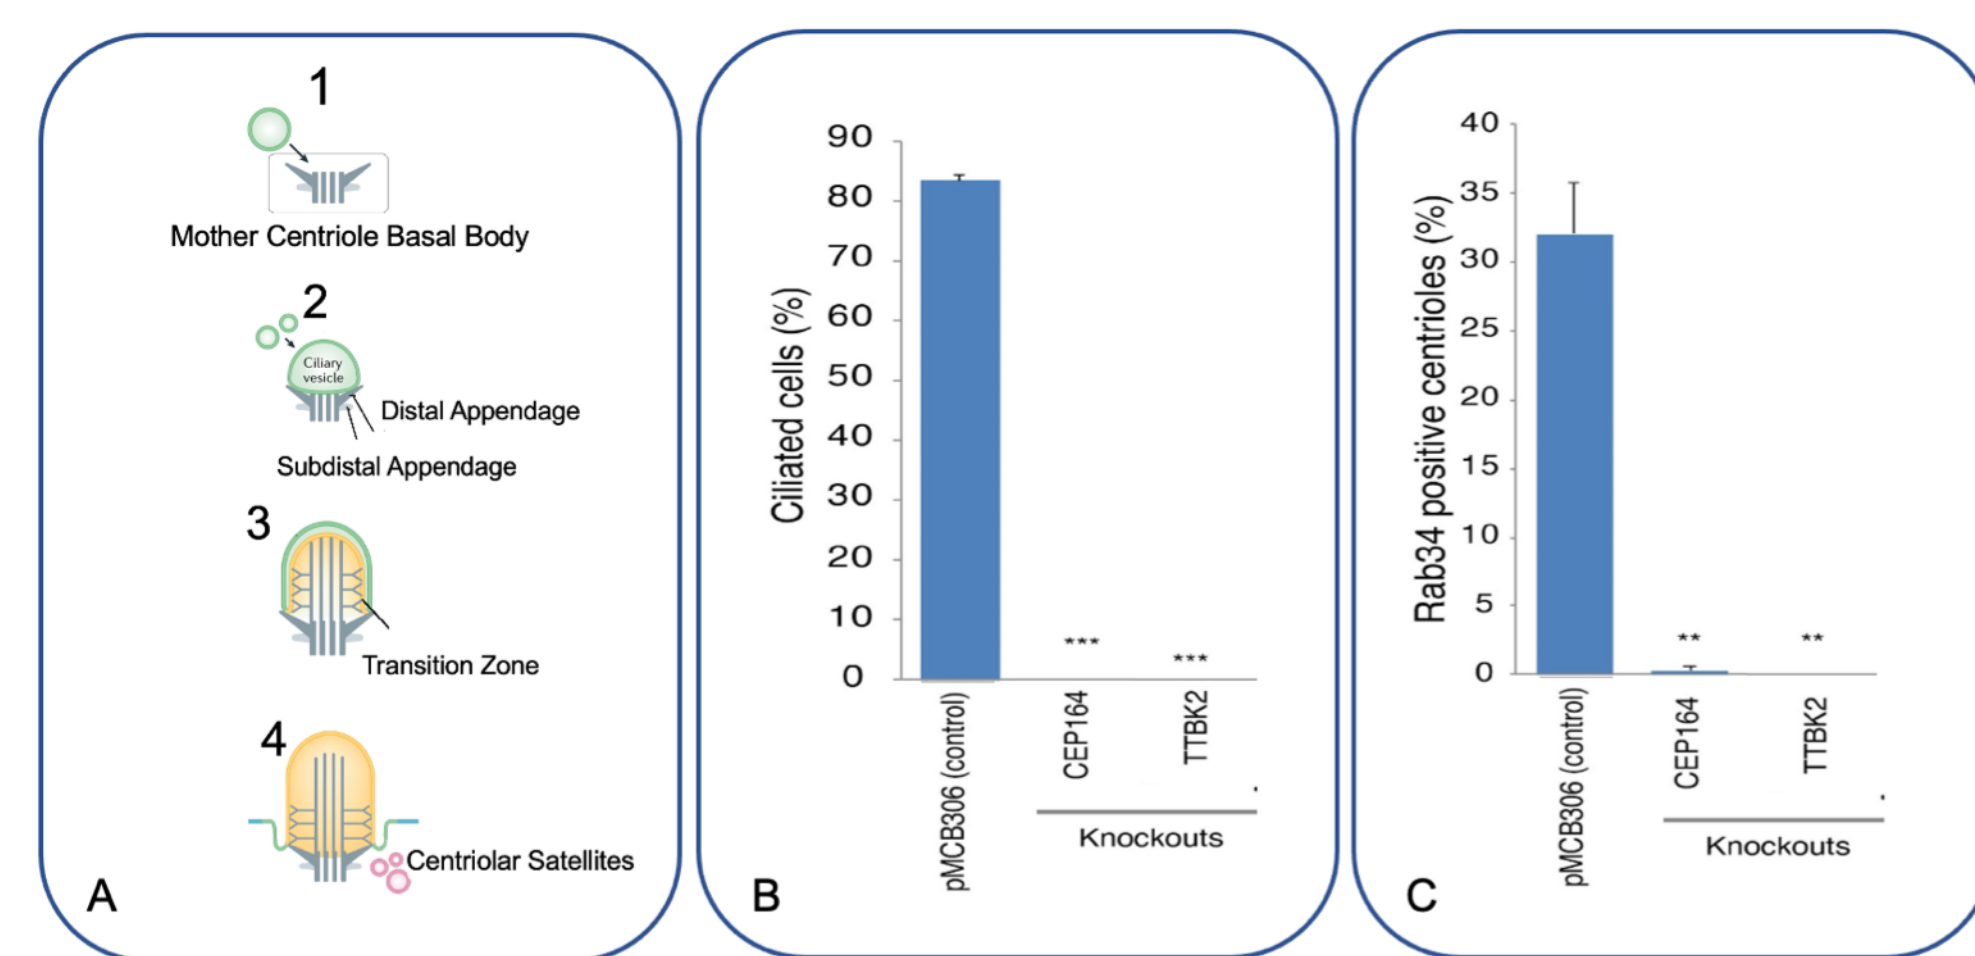 1
Mother Centriole Basal Body
2
Ciliary
vesicle
Distal Appendage
Subdistal Appendage
3
Transition Zone
4
Centriolar Satellites
A
90
80
70
60
50
40
30
20
10
0
Ciliated cells (%)
***
***
pMCB306 (control)
CEP164
TTBK2
Knockouts
B
40
35
30
25
20
15
10
5
0
Rab34 positive centrioles (%)
**
**
pMCB306 (control)
CEP164
TTBK2
Knockouts
C